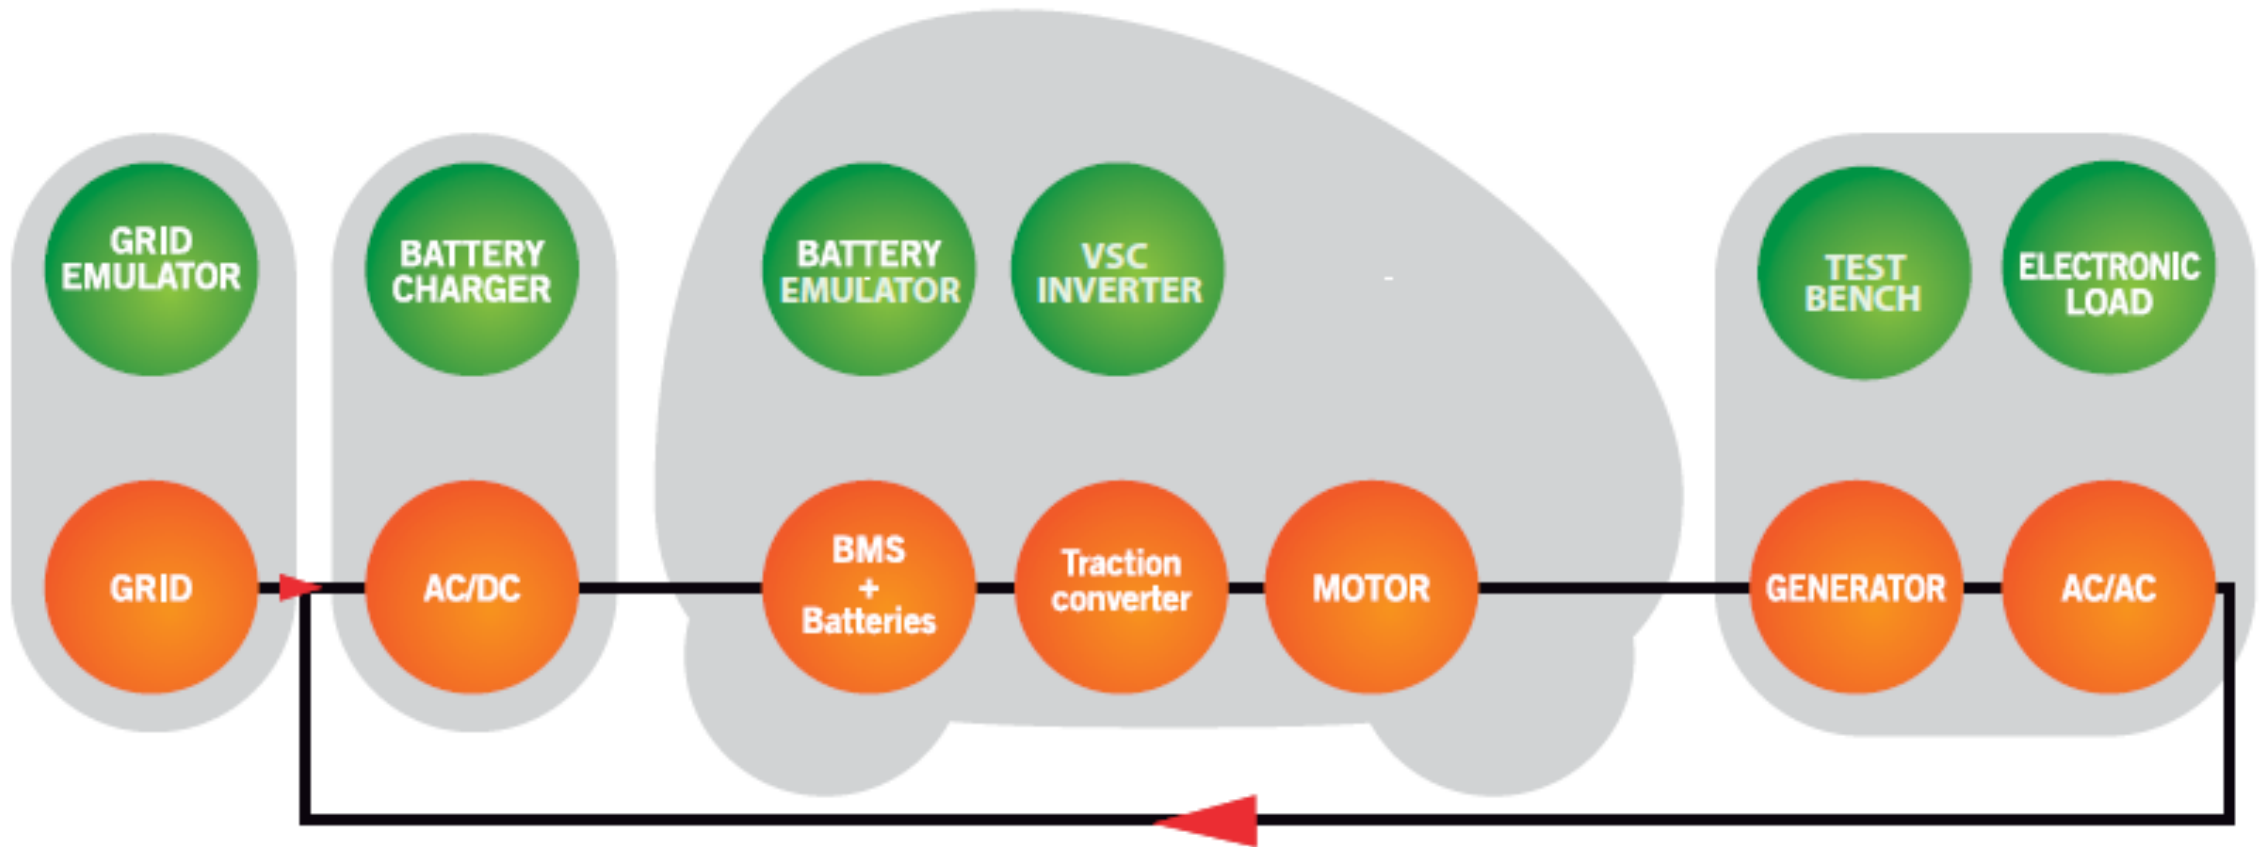 GRID
EMULATOR
BATTERY
CHARGER
BATTERY
EMULATOR
VSC
INVERTER
TEST
BENCH
ELECTRONIC
LOAD
GRID
AC/DC
BMS
+
Batteries
Traction
converter
MOTOR
GENERATOR
AC/AC